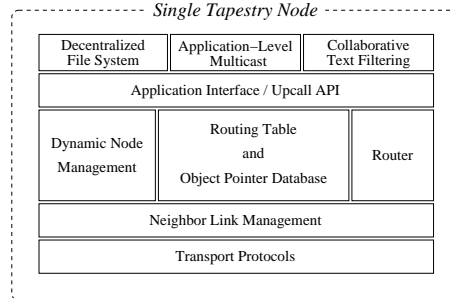 Single Tapestry Node
Decentralized
File System
Application–Level
Multicast
Collaborative
Text Filtering
Application Interface / Upcall API
Dynamic Node
Management
Routing Table
and
Object Pointer Database
Router
Neighbor Link Management
Transport Protocols